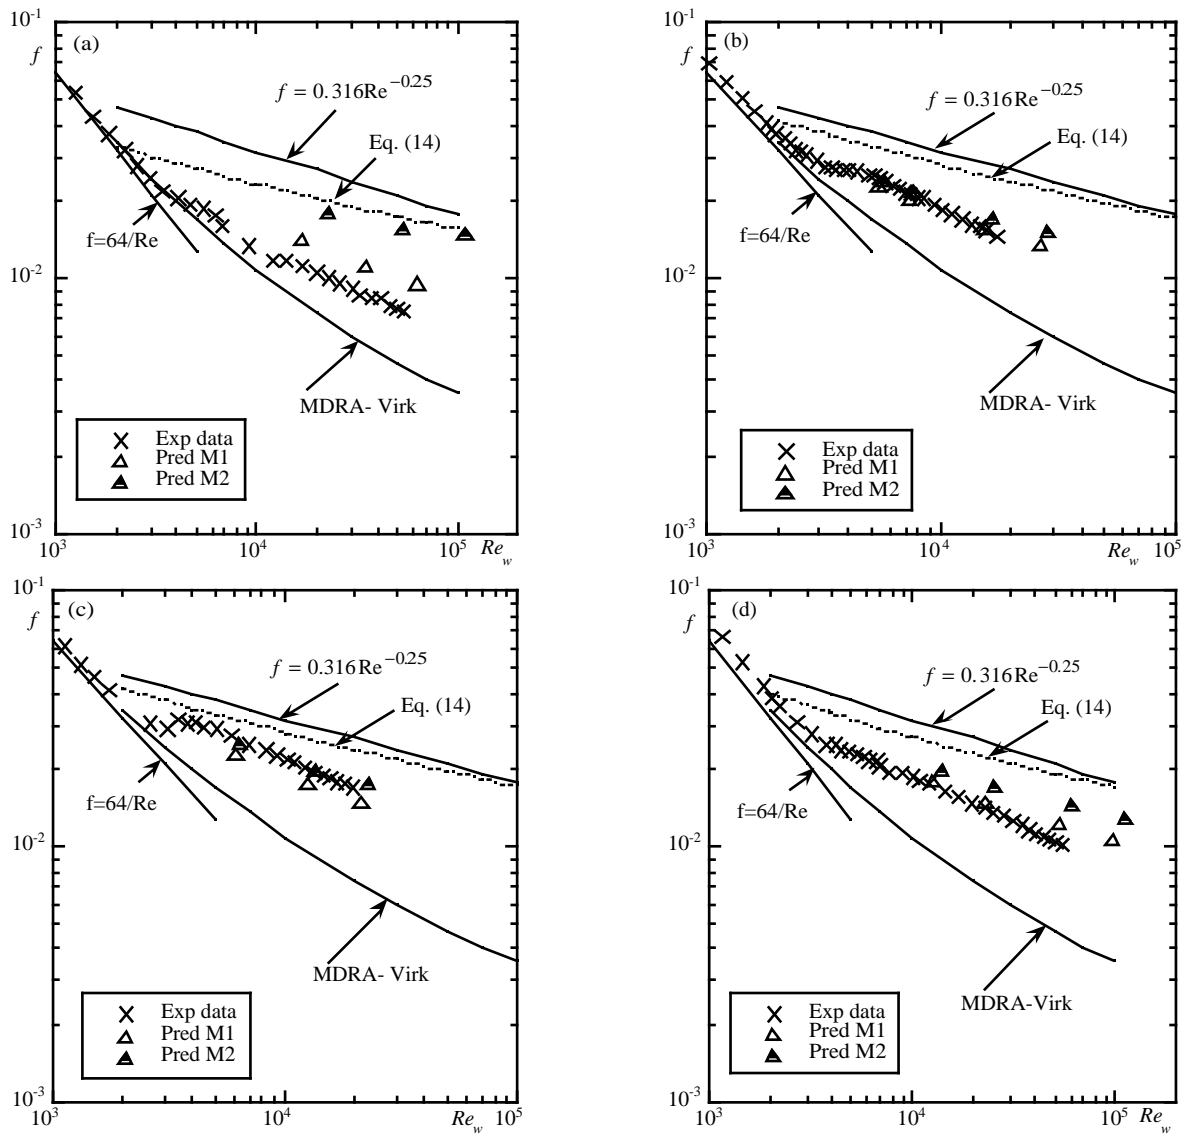 10^-1
(a)
f
f = 0.316Re^-0.25
Eq. (14)
f=64/Re
10^-2
MDRA- Virk
Exp data
Pred M1
Pred M2
10^-3
10^3
10^4
10^5
Re_w
10^-1
(b)
f
f = 0.316Re^-0.25
Eq. (14)
f=64/Re
10^-2
MDRA- Virk
Exp data
Pred M1
Pred M2
10^-3
10^3
10^4
Re_w
10^5
10^-1
(c)
f
f = 0.316Re^-0.25
Eq. (14)
f=64/Re
10^-2
MDRA- Virk
Exp data
Pred M1
Pred M2
10^-3
10^3
10^4
Re_w
10^5
10^-1
(d)
f
f = 0.316Re^-0.25
Eq. (14)
f=64/Re
10^-2
MDRA-Virk
Exp data
Pred M1
Pred M2
10^-3
10^3
10^4
10^5
Re_w